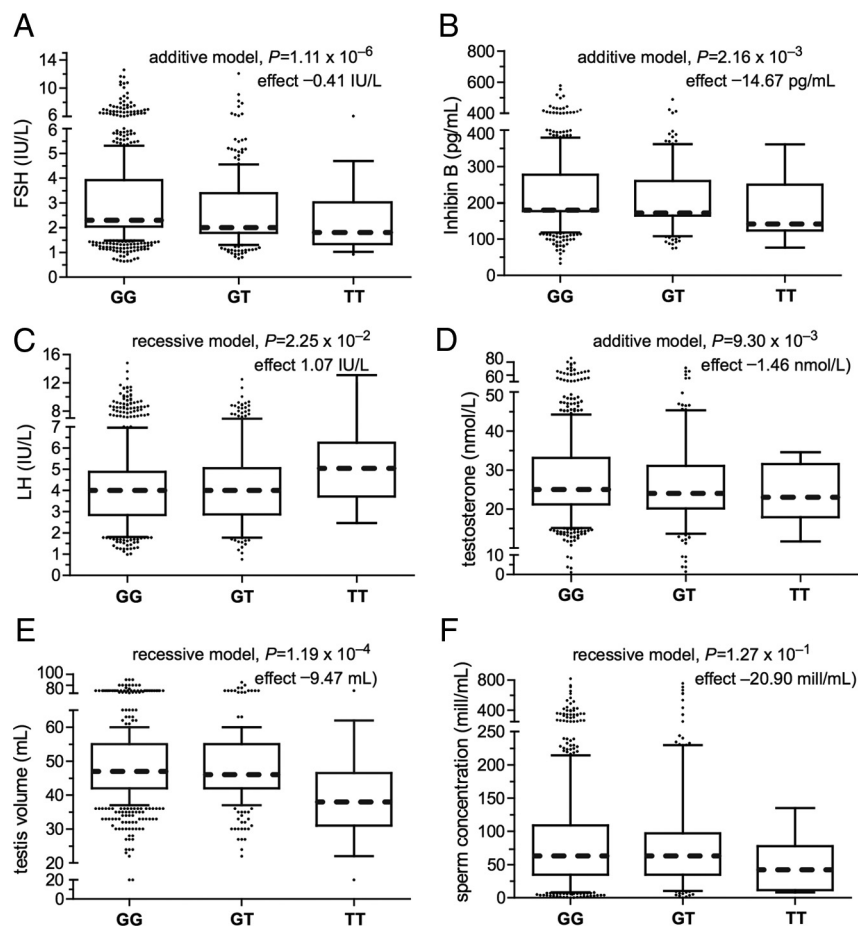 A
additive model, P=1.11 x 10–6
effect –0.41 IU/L
FSH (IU/L)
14
12
10
8
6
6
5
4
3
2
1
0
GG GT TT
B
additive model, P=2.16 x 10–3
effect –14.67 pg/mL
Inhibin B (pg/mL)
800
600
400
400
300
200
100
0
GG GT TT
C
recessive model, P=2.25 x 10–2
effect 1.07 IU/L
LH (IU/L)
16
12
8
7
6
5
4
3
2
1
0
GG GT TT
D
additive model, P=9.30 x 10–3
effect –1.46 nmol/L)
testosterone (nmol/L)
80
60
50
40
30
20
10
0
GG GT TT
E
recessive model, P=1.19 x 10–4
effect –9.47 mL)
testis volume (mL)
100
80
60
50
40
30
20
20
0
GG GT TT
F
recessive model, P=1.27 x 10–1
effect –20.90 mill/mL)
sperm concentration (mill/mL)
800
400
250
200
150
100
50
0
GG GT TT